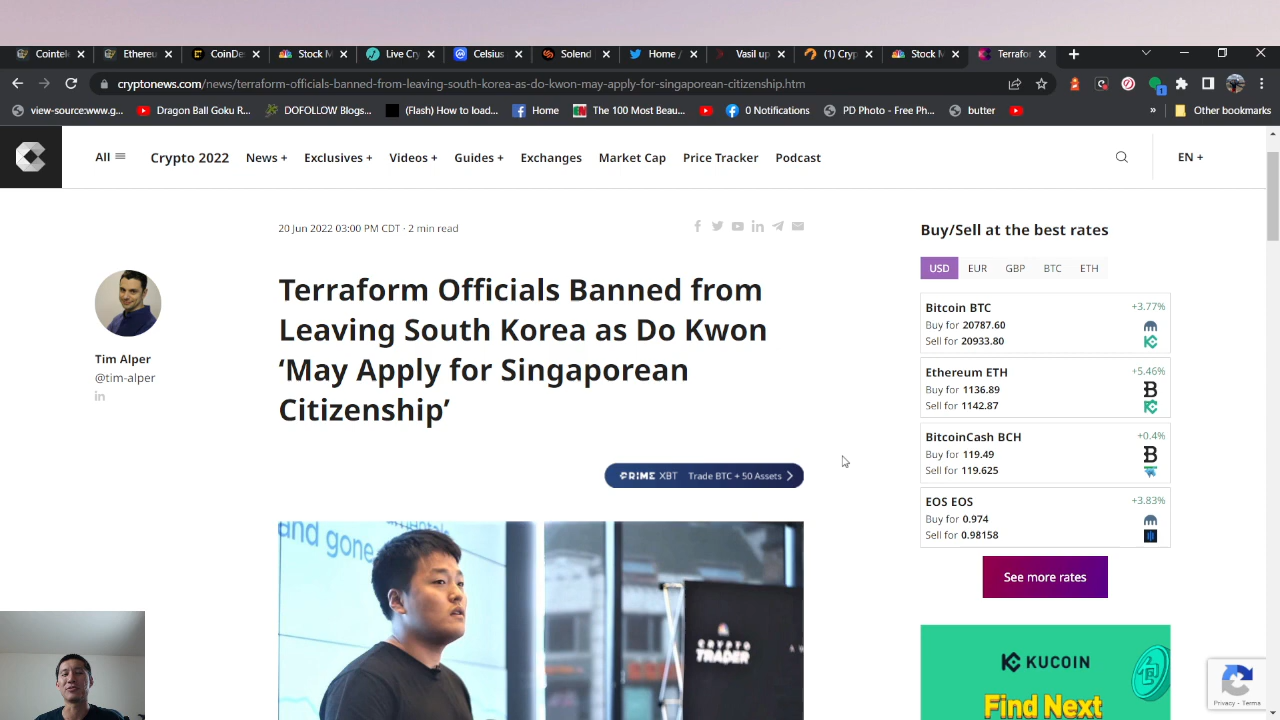 Cointele
Ethereu
CoinDes
Stock M
Live Cry
Celsius
Solend
Home /
Vasil up
(1) Cryp
Stock M
Terrafor
cryptonews.com/news/terraform-officials-banned-from-leaving-south-korea-as-do-kwon-may-apply-for-singaporean-citizenship.htm
view-source:www.g...
Dragon Ball Goku R...
DOFOLLOW Blogs...
(Flash) How to load...
Home
The 100 Most Beau...
0 Notifications
PD Photo - Free Ph...
butter
»
Other bookmarks
All
Crypto 2022
News +
Exclusives +
Videos +
Guides +
Exchanges
Market Cap
Price Tracker
Podcast
EN +
20 Jun 2022 03:00 PM CDT · 2 min read
Tim Alper
@tim-alper
Terraform Officials Banned from
Leaving South Korea as Do Kwon
‘May Apply for Singaporean
Citizenship’
PRIME XBT Trade BTC + 50 Assets
and gone
CRYPTO
TRADER
Buy/Sell at the best rates
USD EUR GBP BTC ETH
Bitcoin BTC +3.77%
Buy for 20787.60
Sell for 20933.80
Ethereum ETH +5.46%
Buy for 1136.89
Sell for 1142.87
BitcoinCash BCH +0.4%
Buy for 119.49
Sell for 119.625
EOS EOS +3.83%
Buy for 0.974
Sell for 0.98158
See more rates
KUCOIN
Find Next
Privacy - Terms